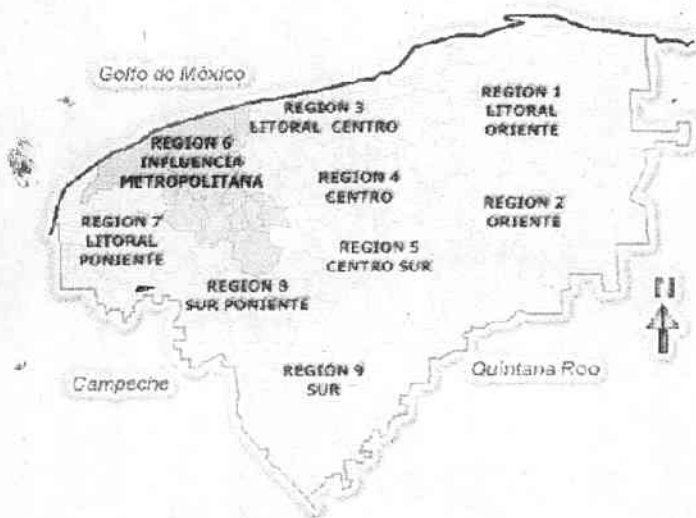 Golfo de México
REGION 1
LITORAL
ORIENTE
REGION 3
LITORAL CENTRO
REGION 6
INFLUENCIA
METROPOLITANA
REGION 4
CENTRO
REGION 2
ORIENTE
REGION 7
LITORAL
PONIENTE
REGION 5
CENTRO SUR
REGION 8
SUR PONIENTE
N
Campeche
REGION 9
SUR
Quintana Roo